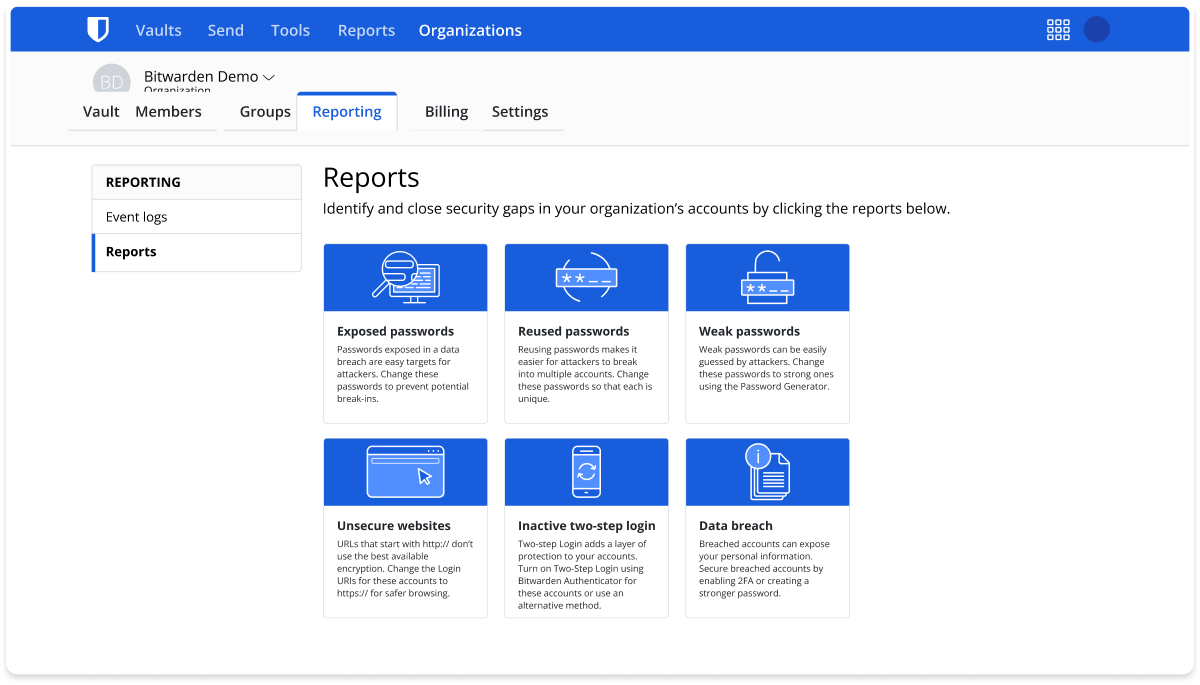 Vaults Send Tools Reports Organizations
BD
Bitwarden Demo
Organization
Vault Members Groups Reporting Billing Settings
REPORTING
Event logs
Reports
Reports
Identify and close security gaps in your organization’s accounts by clicking the reports below.
Exposed passwords
Passwords exposed in a data
breach are easy targets for
attackers. Change these
passwords to prevent potential
break-ins.
Reused passwords
Reusing passwords makes it
easier for attackers to break
into multiple accounts. Change
these passwords so that each is
unique.
Weak passwords
Weak passwords can be easily
guessed by attackers. Change
these passwords to strong ones
using the Password Generator.
Unsecure websites
URLs that start with http:// don’t
use the best available
encryption. Change the Login
URIs for these accounts to
https:// for safer browsing.
Inactive two-step login
Two-step Login adds a layer of
protection to your accounts.
Turn on Two-Step Login using
Bitwarden Authenticator for
these accounts or use an
alternative method.
Data breach
Breached accounts can expose
your personal information.
Secure breached accounts by
enabling 2FA or creating a
stronger password.